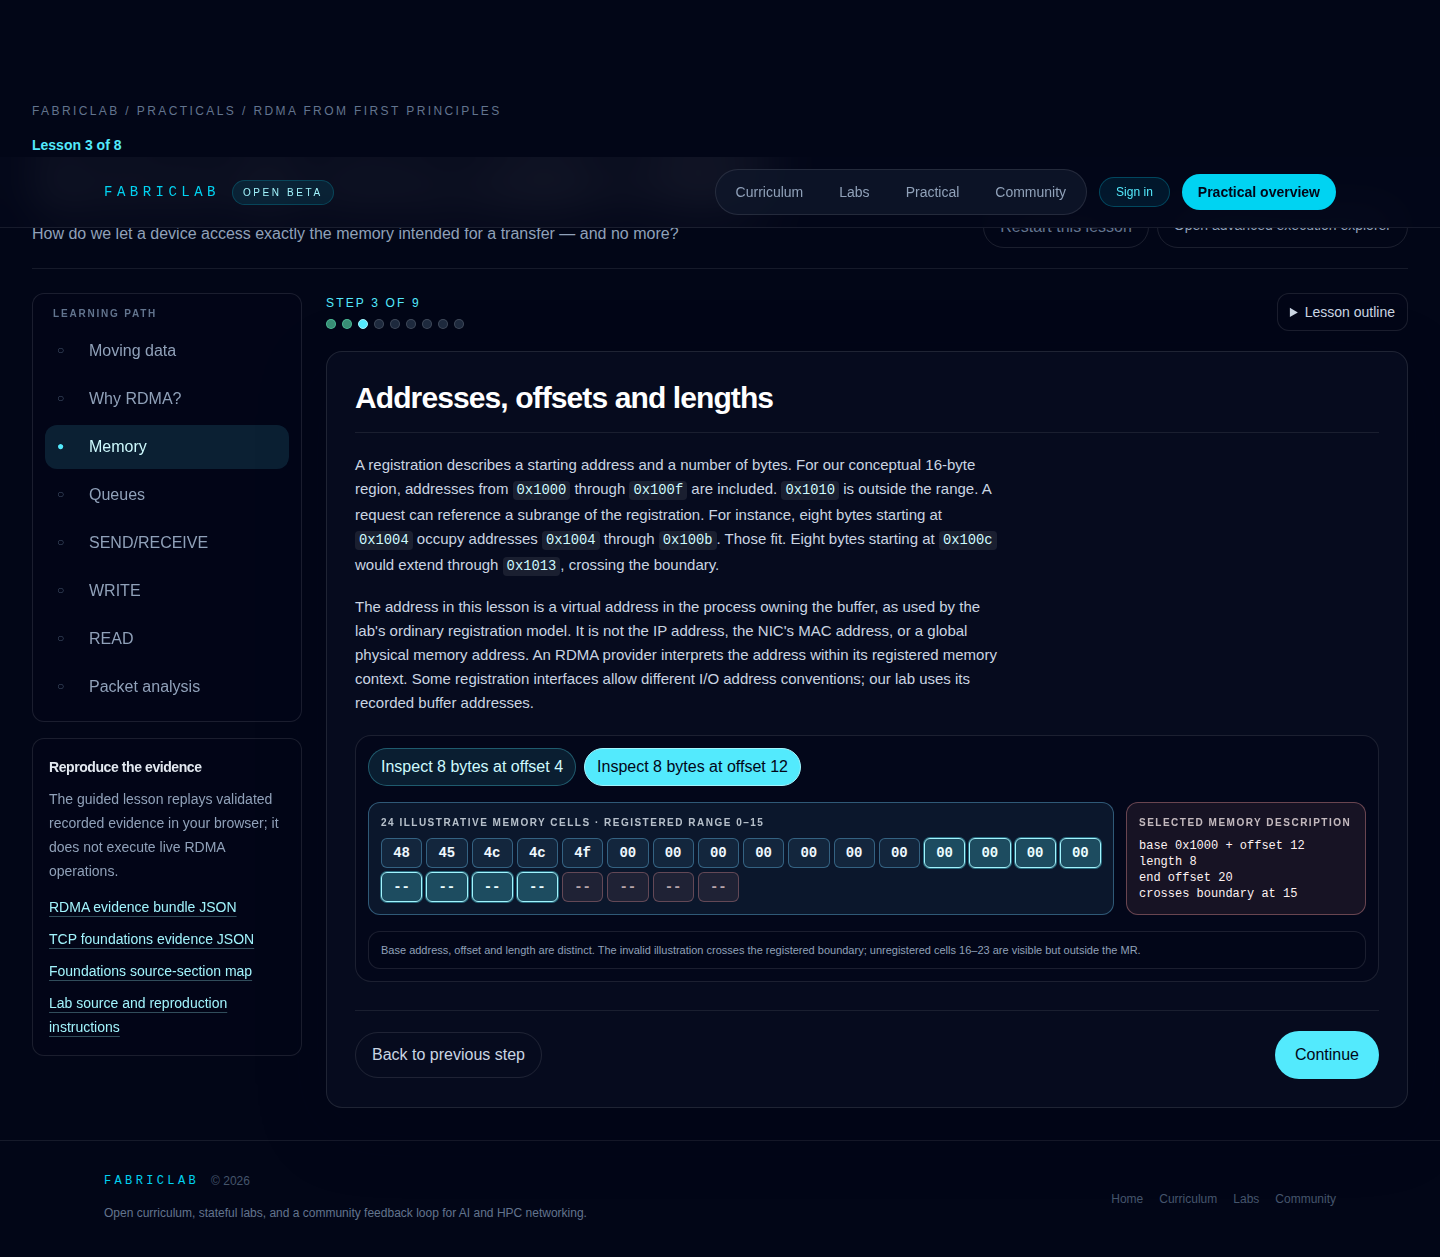 FABRICLAB / PRACTICALS / RDMA FROM FIRST PRINCIPLES
Lesson 3 of 8
FABRICLAB
OPEN BETA
Curriculum
Labs
Practical
Community
Sign in
Practical overview
How do we let a device access exactly the memory intended for a transfer — and no more?
Restart this lesson
Open advanced execution explorer
LEARNING PATH
Moving data
Why RDMA?
Memory
Queues
SEND/RECEIVE
WRITE
READ
Packet analysis
Reproduce the evidence
The guided lesson replays validated
recorded evidence in your browser; it
does not execute live RDMA
operations.
RDMA evidence bundle JSON
TCP foundations evidence JSON
Foundations source-section map
Lab source and reproduction
instructions
STEP 3 OF 9
▶ Lesson outline
Addresses, offsets and lengths
A registration describes a starting address and a number of bytes. For our conceptual 16-byte
region, addresses from 0x1000 through 0x100f are included. 0x1010 is outside the range. A
request can reference a subrange of the registration. For instance, eight bytes starting at
0x1004 occupy addresses 0x1004 through 0x100b. Those fit. Eight bytes starting at 0x100c
would extend through 0x1013, crossing the boundary.
The address in this lesson is a virtual address in the process owning the buffer, as used by the
lab's ordinary registration model. It is not the IP address, the NIC's MAC address, or a global
physical memory address. An RDMA provider interprets the address within its registered memory
context. Some registration interfaces allow different I/O address conventions; our lab uses its
recorded buffer addresses.
Inspect 8 bytes at offset 4
Inspect 8 bytes at offset 12
24 ILLUSTRATIVE MEMORY CELLS · REGISTERED RANGE 0–15
48 45 4c 4c 4f 00 00 00 00 00 00 00 00 00 00 00
-- -- -- -- -- -- -- --
SELECTED MEMORY DESCRIPTION
base 0x1000 + offset 12
length 8
end offset 20
crosses boundary at 15
Base address, offset and length are distinct. The invalid illustration crosses the registered boundary; unregistered cells 16–23 are visible but outside the MR.
Back to previous step
Continue
FABRICLAB
© 2026
Open curriculum, stateful labs, and a community feedback loop for AI and HPC networking.
Home
Curriculum
Labs
Community